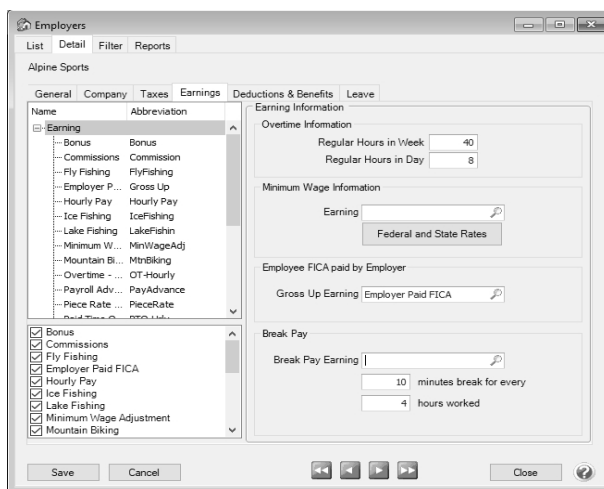 Employers
List Detail Filter Reports
Alpine Sports
General Company Taxes Earnings Deductions & Benefits Leave
Name Abbreviation
Earning
Bonus Bonus
Commissions Commission
Fly Fishing FlyFishing
Employer P... Gross Up
Hourly Pay Hourly Pay
Ice Fishing IceFishing
Lake Fishing LakeFishin
Minimum W... MinWageAdj
Mountain Bi... MtnBiking
Overtime - ... OT-Hourly
Payroll Adv... PayAdvance
Piece Rate ... PieceRate
Bonus
Commissions
Fly Fishing
Employer Paid FICA
Hourly Pay
Ice Fishing
Lake Fishing
Minimum Wage Adjustment
Mountain Biking
Earning Information
Overtime Information
Regular Hours in Week 40
Regular Hours in Day 8
Minimum Wage Information
Earning
Federal and State Rates
Employee FICA paid by Employer
Gross Up Earning Employer Paid FICA
Break Pay
Break Pay Earning
10 minutes break for every
4 hours worked
Save Cancel Close